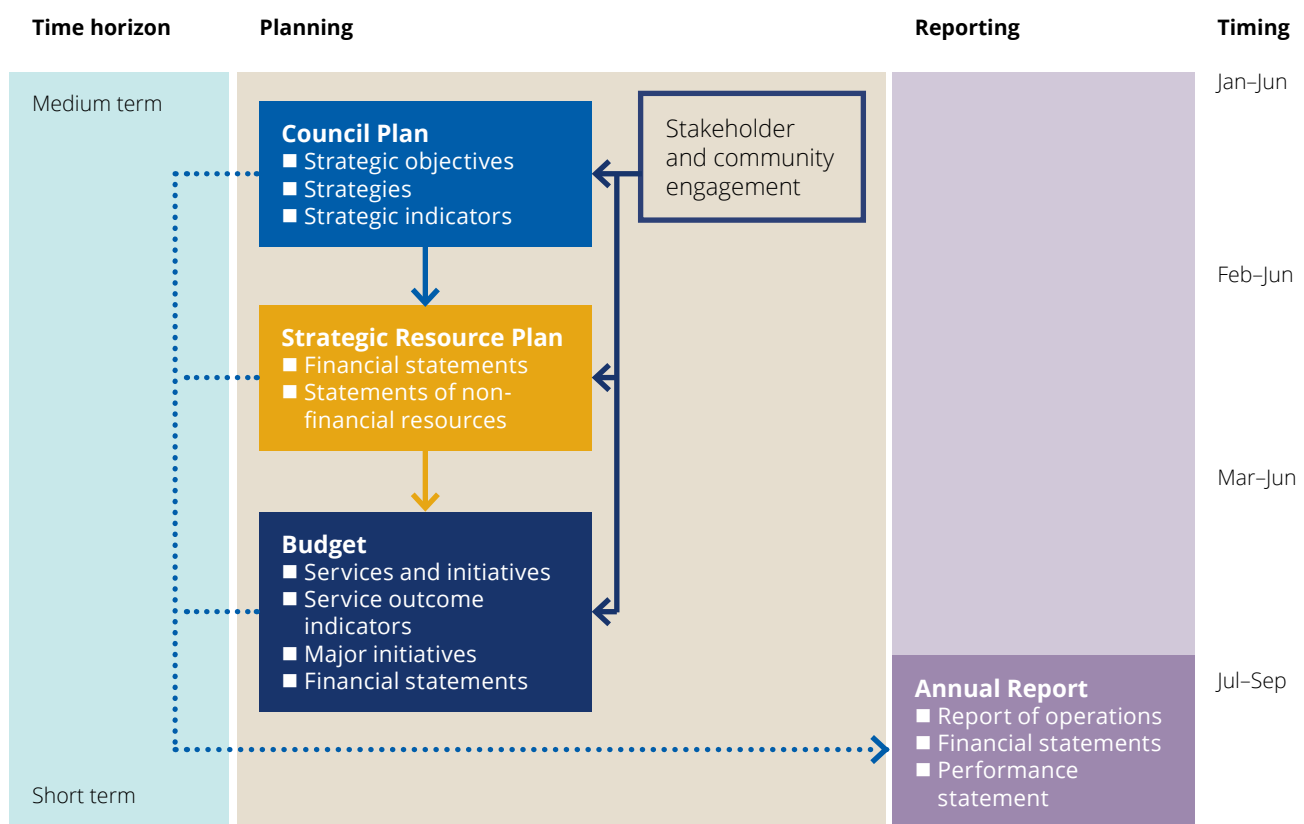 Time horizon
Planning
Reporting
Timing
Medium term
Short term
Council Plan
■ Strategic objectives
■ Strategies
■ Strategic indicators
Stakeholder
and community
engagement
Strategic Resource Plan
■ Financial statements
■ Statements of non-
financial resources
Budget
■ Services and initiatives
■ Service outcome
indicators
■ Major initiatives
■ Financial statements
Annual Report
■ Report of operations
■ Financial statements
■ Performance
statement
Jan–Jun
Feb–Jun
Mar–Jun
Jul–Sep